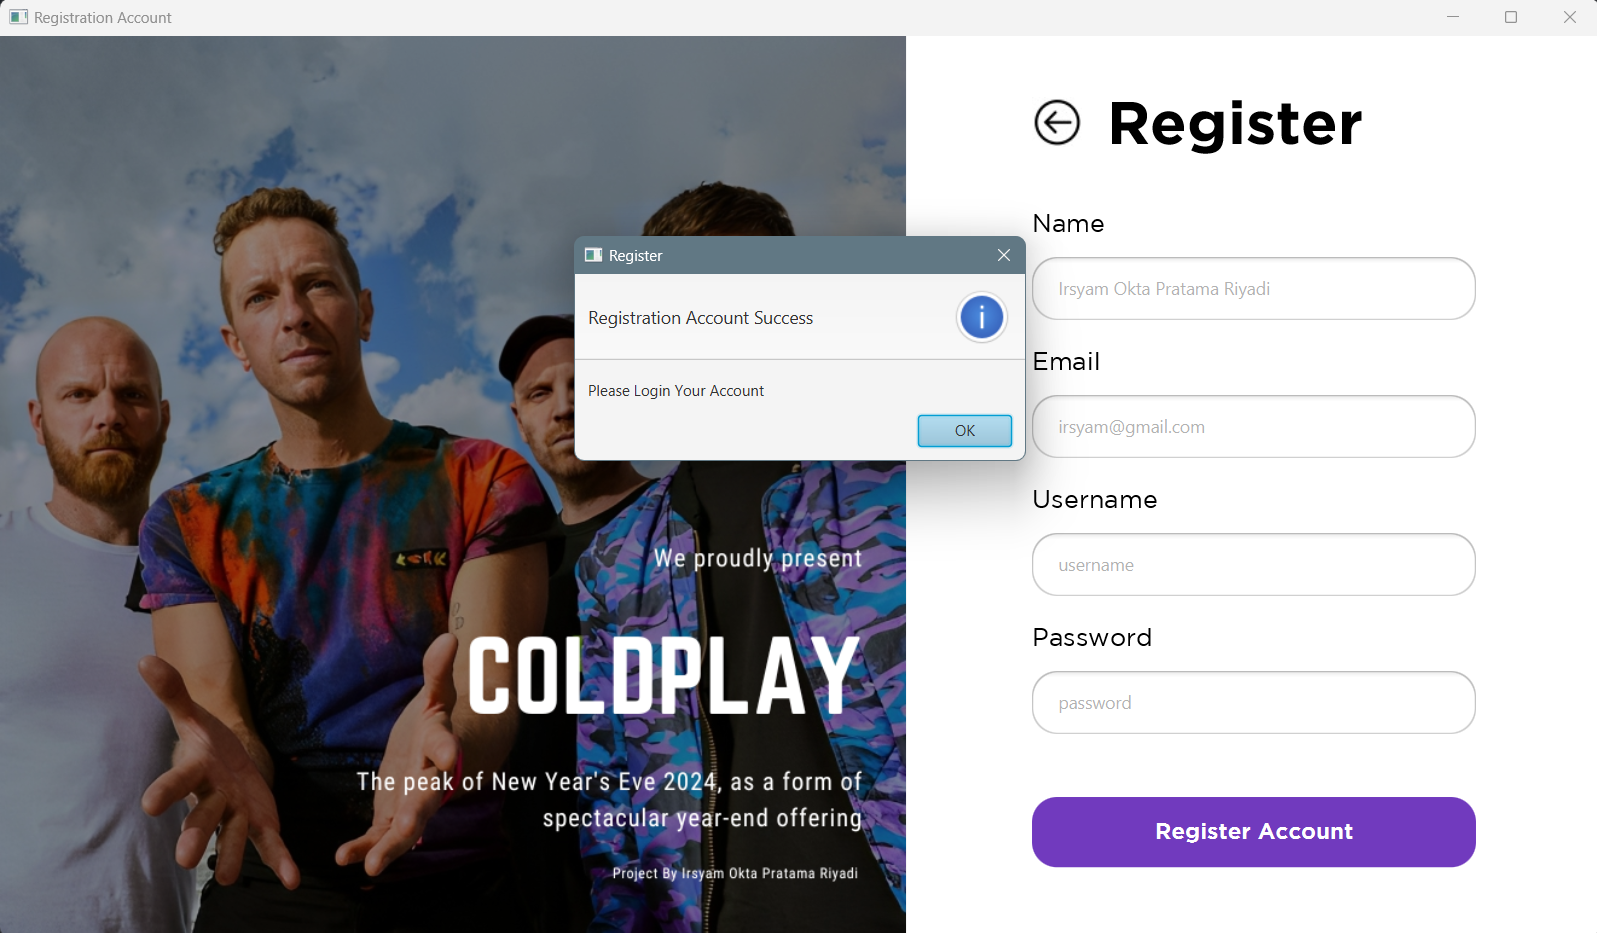 Registration Account
Register
Name
Irsyam Okta Pratama Riyadi
Email
irsyam@gmail.com
Username
username
Password
password
Register Account
Register
Registration Account Success
i
Please Login Your Account
OK
We proudly present
COLDPLAY
The peak of New Year's Eve 2024, as a form of
spectacular year-end offering
Project By Irsyam Okta Pratama Riyadi